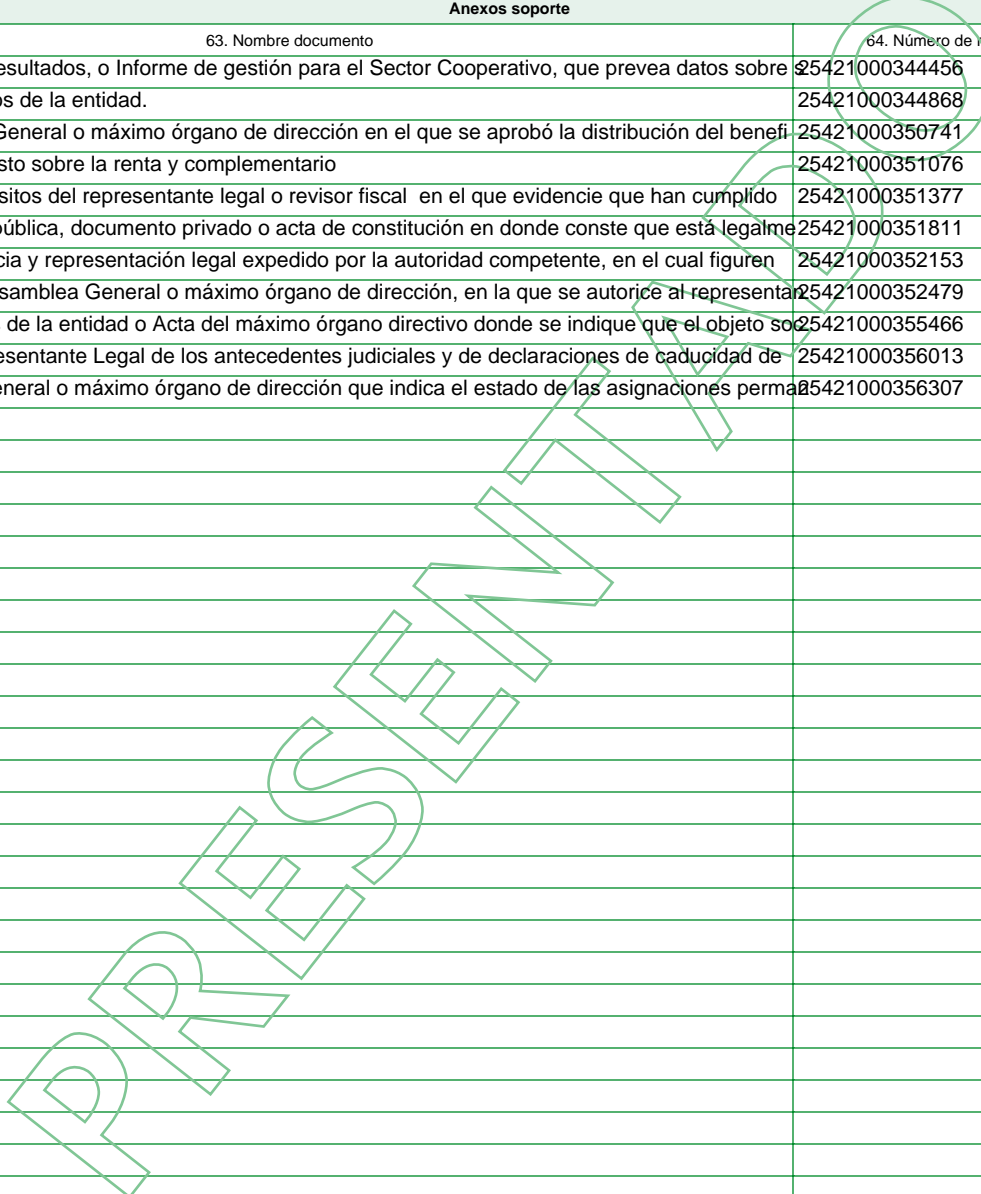 Anexos soporte
63. Nombre documento 64. Número de
esultados, o Informe de gestión para el Sector Cooperativo, que prevea datos sobre s 25421000344456
os de la entidad. 25421000344868
General o máximo órgano de dirección en el que se aprobó la distribución del benefi 25421000350741
sto sobre la renta y complementario 25421000351076
sitos del representante legal o revisor fiscal en el que evidencie que han cumplido 25421000351377
pública, documento privado o acta de constitución en donde conste que está legalme 25421000351811
cia y representación legal expedido por la autoridad competente, en el cual figuren 25421000352153
samblea General o máximo órgano de dirección, en la que se autorice al representan 25421000352479
de la entidad o Acta del máximo órgano directivo donde se indique que el objeto soc 25421000355466
esentante Legal de los antecedentes judiciales y de declaraciones de caducidad de 25421000356013
eneral o máximo órgano de dirección que indica el estado de las asignaciones perman 25421000356307
PRESENTADO